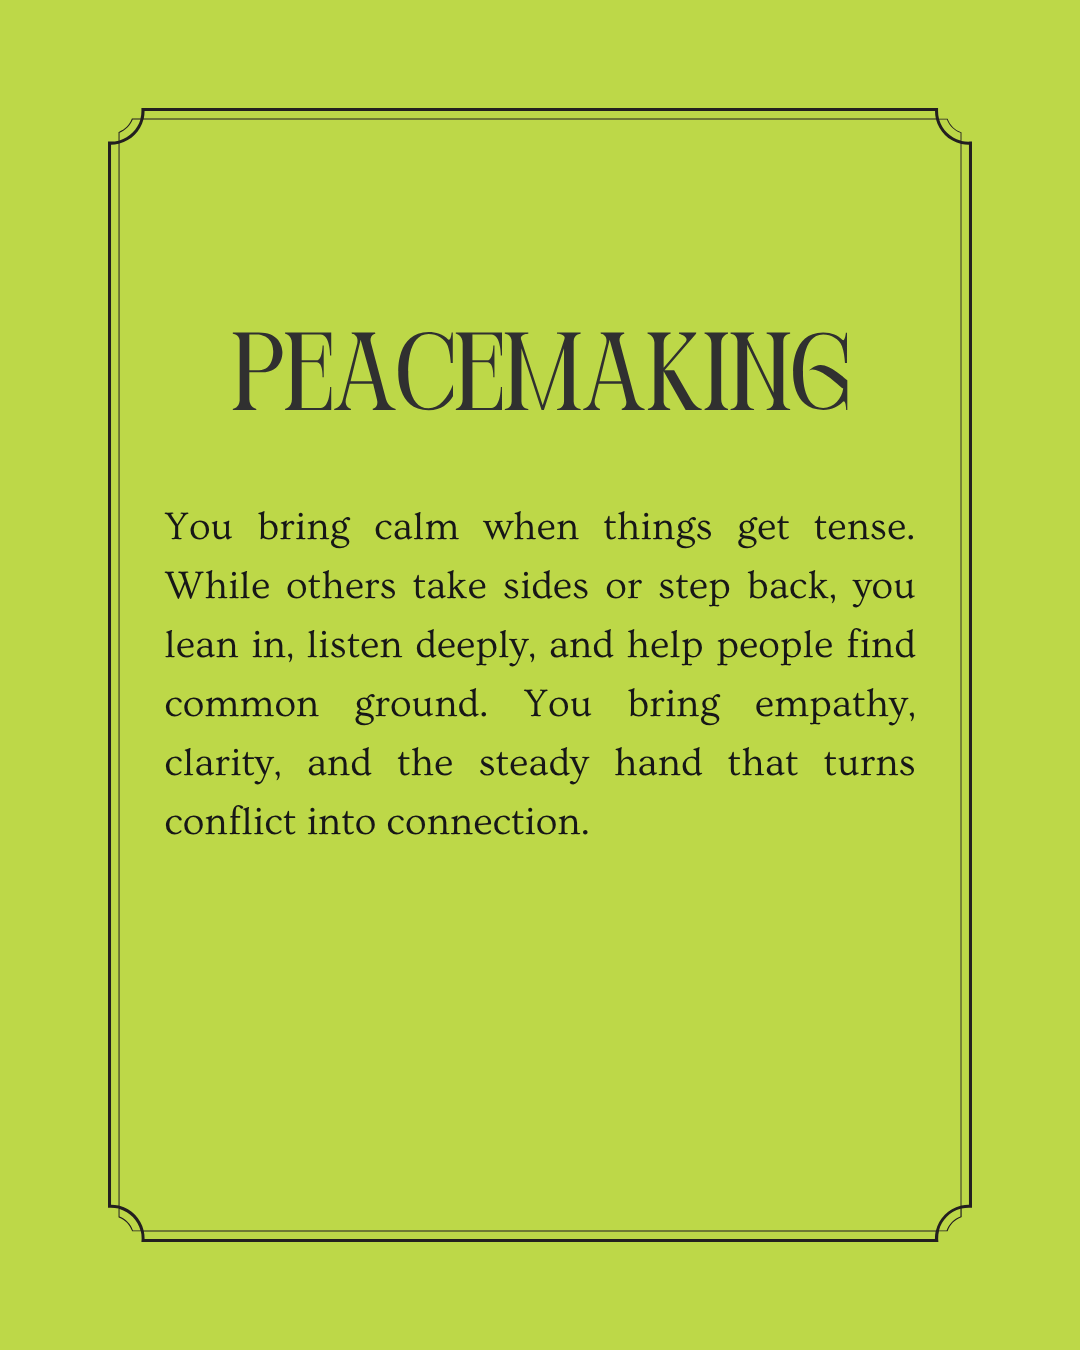 PEACEMAKING
You bring calm when things get tense.
While others take sides or step back, you
lean in, listen deeply, and help people find
common ground. You bring empathy,
clarity, and the steady hand that turns
conflict into connection.